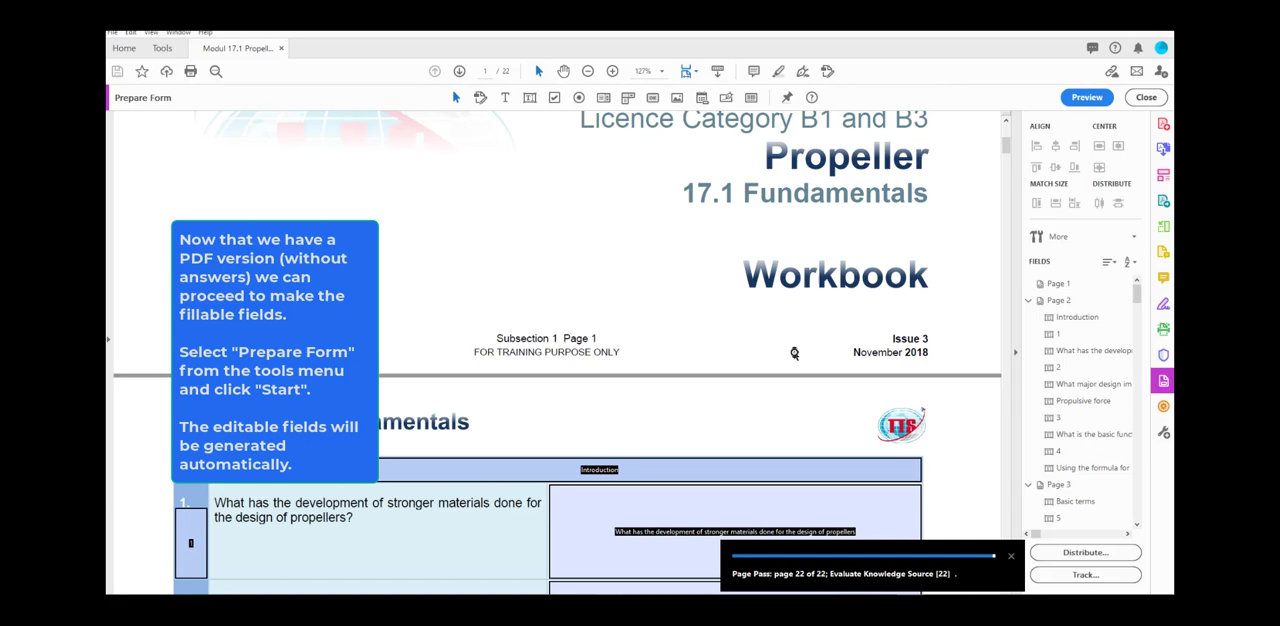 File Edit View Window Help
Home Tools Modul 17.1 Propell... ×
1 / 22 127%
Prepare Form
Preview Close
Licence Category B1 and B3
Propeller
17.1 Fundamentals
Workbook
Subsection 1 Page 1
FOR TRAINING PURPOSE ONLY
Issue 3
November 2018
Now that we have a
PDF version (without
answers) we can
proceed to make the
fillable fields.
Select "Prepare Form"
from the tools menu
and click "Start".
The editable fields will
be generated
automatically.
amentals
TTS
Introduction
1.
What has the development of stronger materials done for
the design of propellers?
1
What has the development of stronger materials done for the design of propellers
Page Pass: page 22 of 22; Evaluate Knowledge Source [22] .
ALIGN CENTER
MATCH SIZE DISTRIBUTE
More
FIELDS
Page 1
Page 2
Introduction
1
What has the develop
2
What major design im
Propulsive force
3
What is the basic func
4
Using the formula for
Page 3
Basic terms
5
Distribute...
Track...